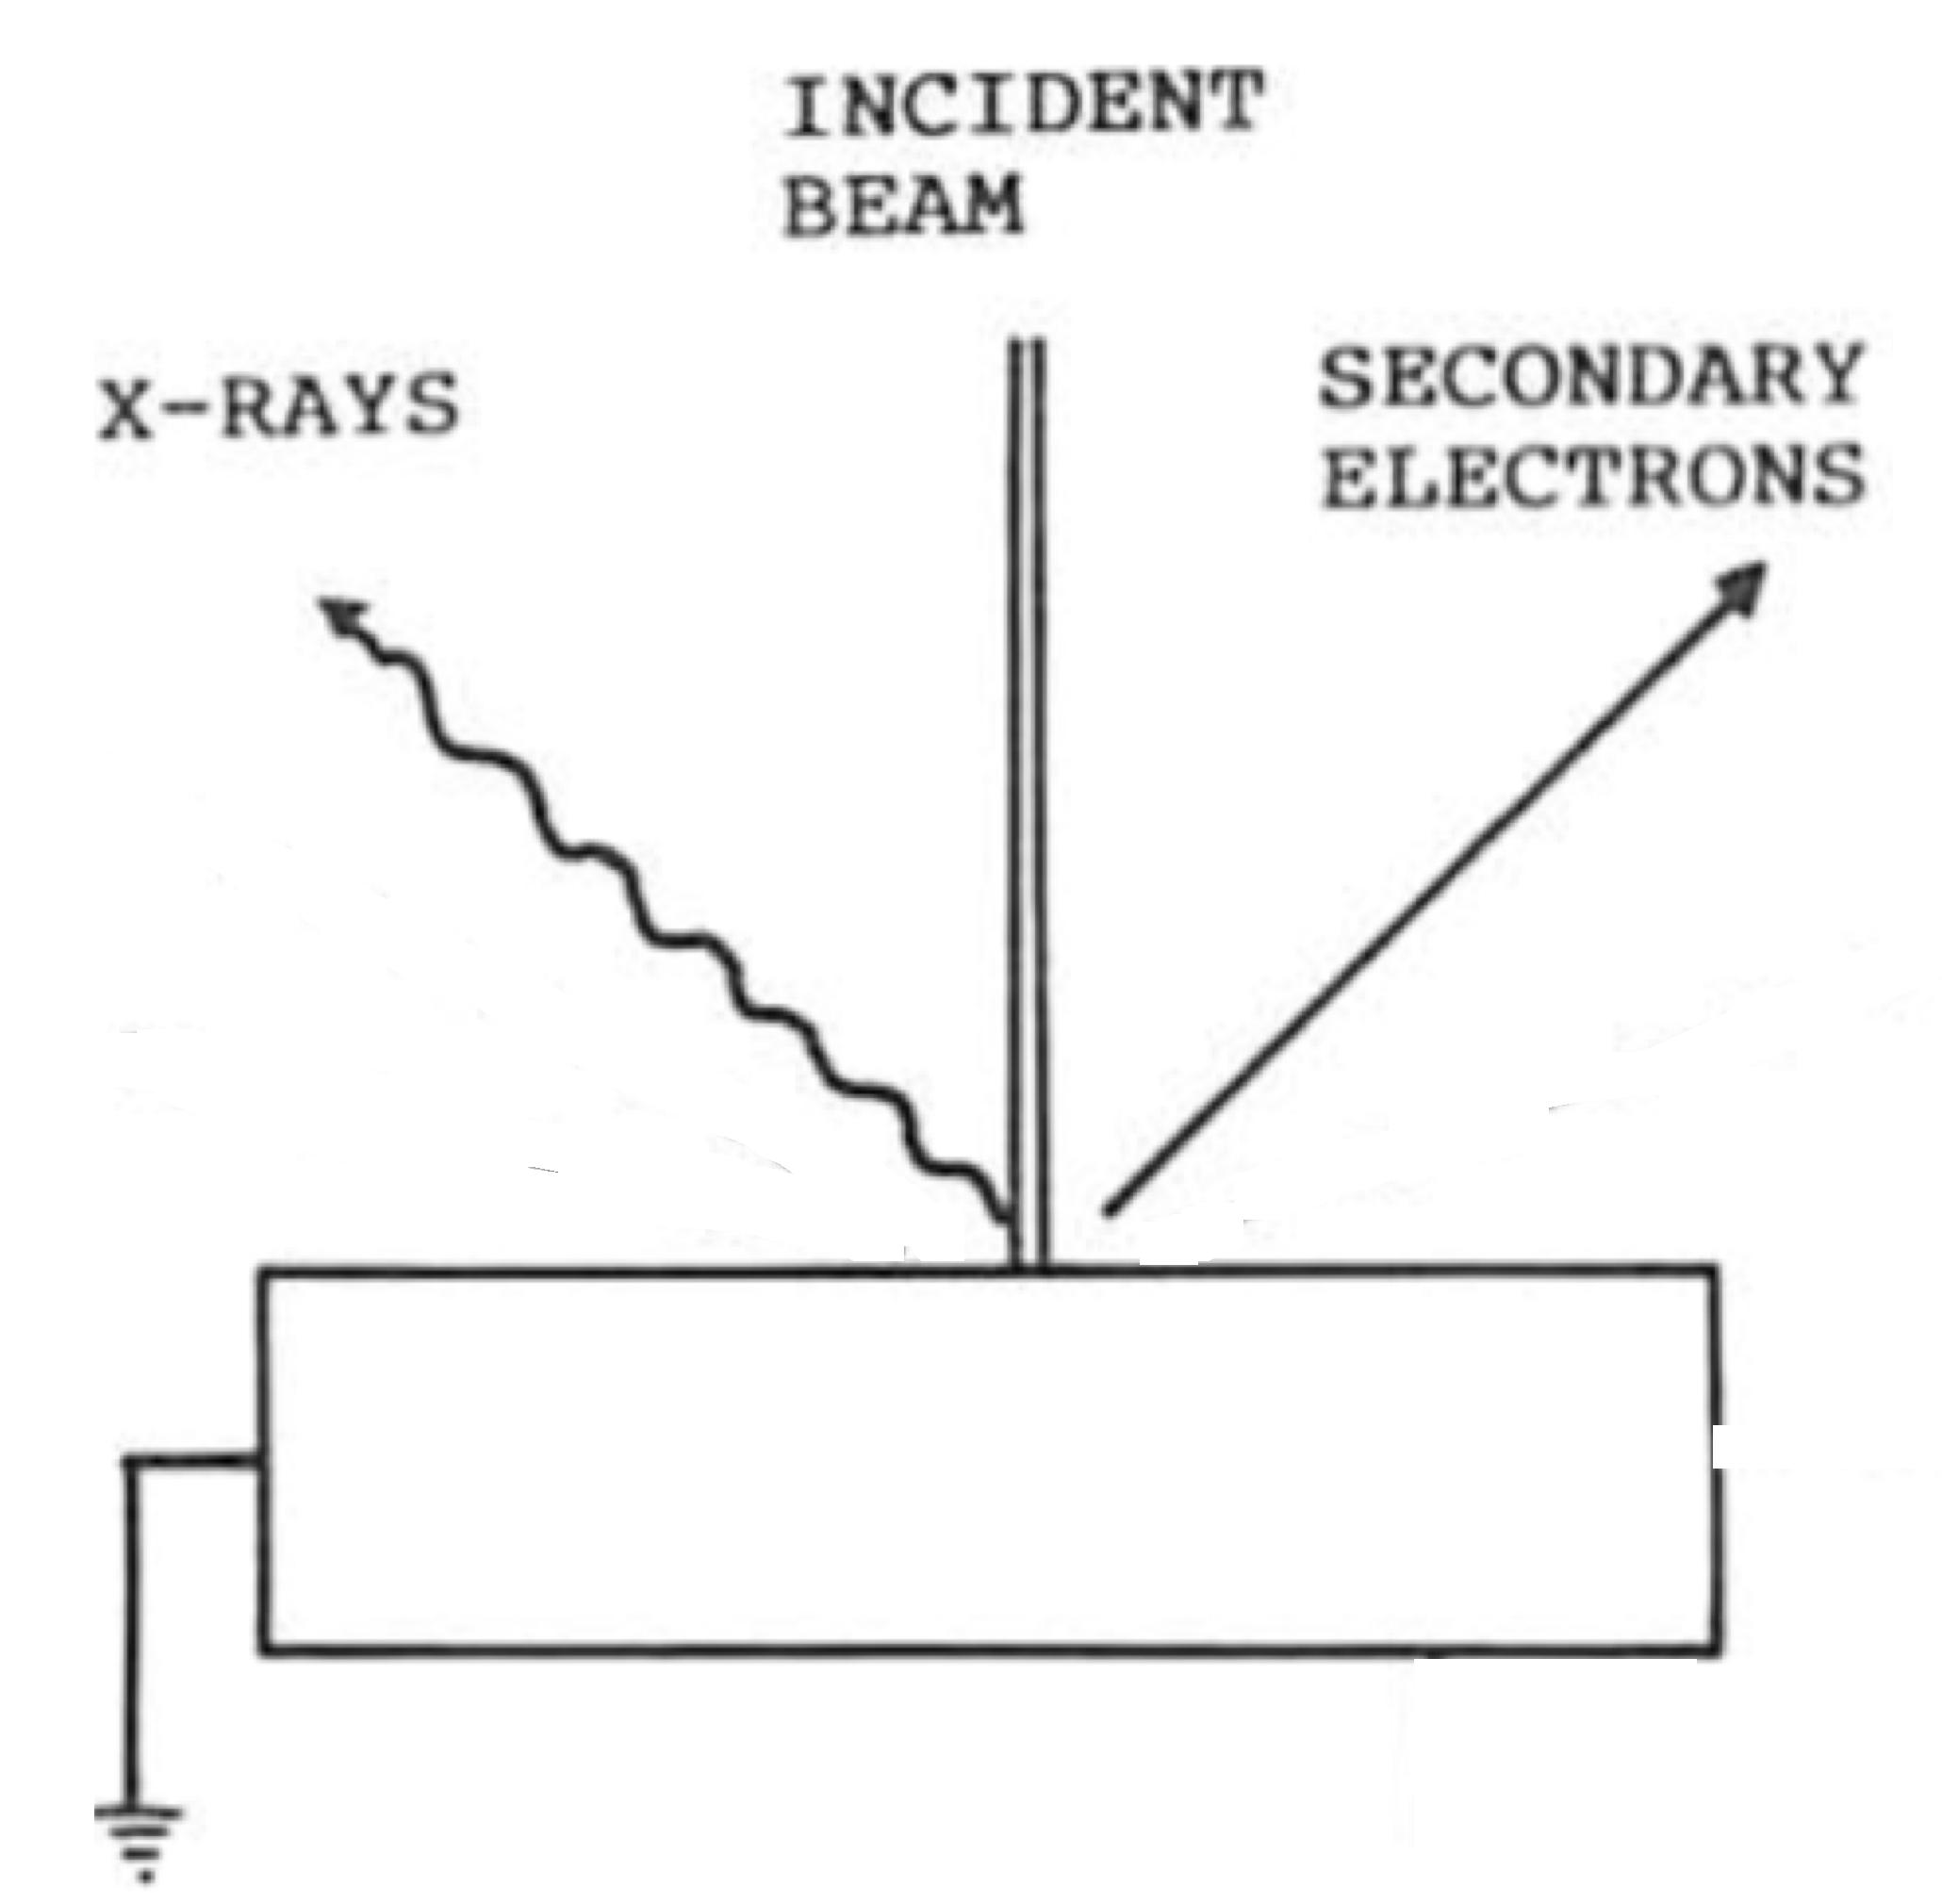 INCIDENT
BEAM
X-RAYS
SECONDARY
ELECTRONS